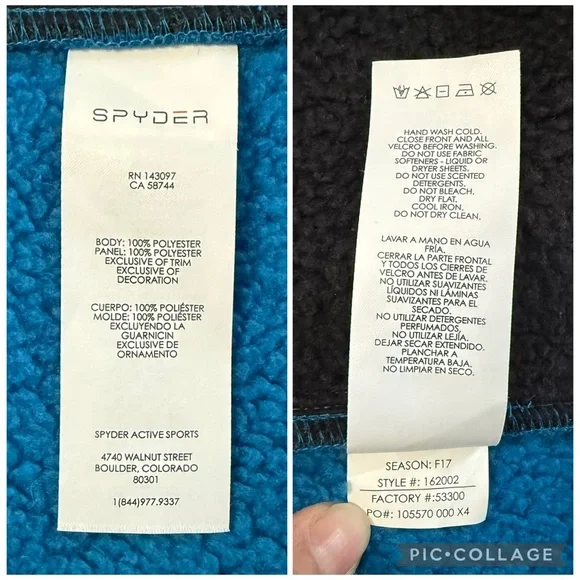 SPYDER
RN 143097
CA 58744
BODY: 100% POLYESTER
PANEL: 100% POLYESTER
EXCLUSIVE OF TRIM
EXCLUSIVE OF
DECORATION
CUERPO: 100% POLIÉSTER
MOLDE: 100% POLIÉSTER
EXCLUYENDO LA
GUARNICIN
EXCLUSIVE DE
ORNAMENTO
SPYDER ACTIVE SPORTS
4740 WALNUT STREET
BOULDER, COLORADO
80301
1(844)977.9337
HAND WASH COLD.
CLOSE FRONT AND ALL
VELCRO BEFORE WASHING.
DO NOT USE FABRIC
SOFTENERS - LIQUID OR
DRYER SHEETS.
DO NOT USE SCENTED
DETERGENTS.
DO NOT BLEACH.
DRY FLAT.
COOL IRON.
DO NOT DRY CLEAN.
LAVAR A MANO EN AGUA
FRÍA.
CERRAR LA PARTE FRONTAL
Y TODOS LOS CIERRES DE
VELCRO ANTES DE LAVAR.
NO UTILIZAR SUAVIZANTES
LÍQUIDOS NI LÁMINAS
SUAVIZANTES PARA EL
SECADO.
NO UTILIZAR DETERGENTES
PERFUMADOS.
NO UTILIZAR LEJÍA.
DEJAR SECAR EXTENDIDO.
PLANCHAR A
TEMPERATURA BAJA.
NO LIMPIAR EN SECO.
SEASON: F17
STYLE #: 162002
FACTORY #:53300
PO#: 105570 000 X4
PIC•COLLAGE